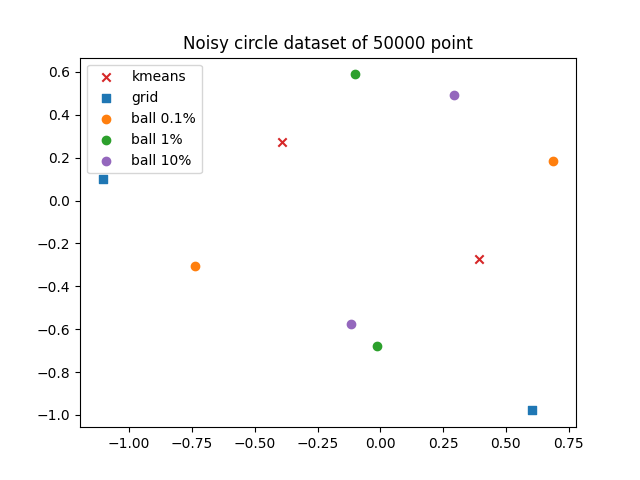 Noisy circle dataset of 50000 point
kmeans
grid
ball 0.1%
ball 1%
ball 10%
0.6
0.4
0.2
0.0
−0.2
−0.4
−0.6
−0.8
−1.0
−1.00 −0.75 −0.50 −0.25 0.00 0.25 0.50 0.75